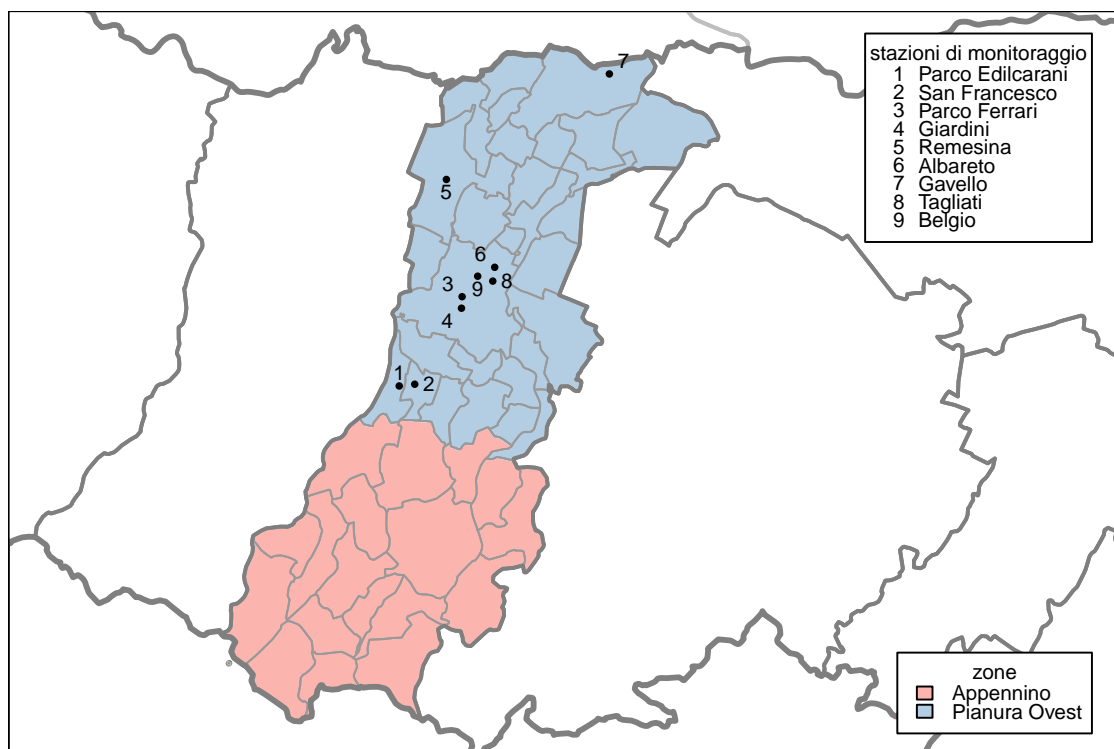 7
5
6
3
9
8
4
1
2
stazioni di monitoraggio
1 Parco Edilcarani
2 San Francesco
3 Parco Ferrari
4 Giardini
5 Remesina
6 Albareto
7 Gavello
8 Tagliati
9 Belgio
zone
Appennino
Pianura Ovest